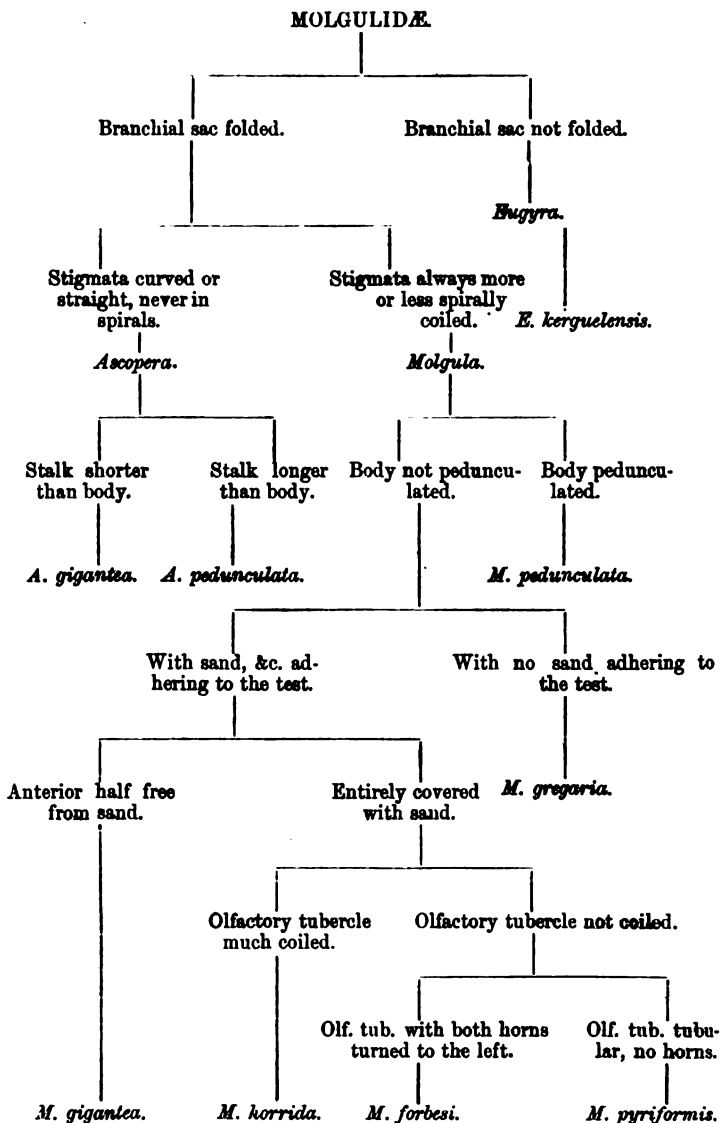 MOLGULIDÆ.
Branchial sac folded.
Branchial sac not folded.
Eugyra.
Stigmata curved or
straight, never in
spirals.
Stigmata always more
or less spirally
coiled.
E. kerguelensis.
Ascopera.
Molgula.
Stalk shorter
than body.
Stalk longer
than body.
Body not peduncu-
lated.
Body peduncu-
lated.
A. gigantea.
A. pedunculata.
M. pedunculata.
With sand, &c. ad-
hering to the test.
With no sand adhering to
the test.
Anterior half free
from sand.
Entirely covered
with sand.
M. gregaria.
Olfactory tubercle
much coiled.
Olfactory tubercle not coiled.
Olf. tub. with both horns
turned to the left.
Olf. tub. tubu-
lar, no horns.
M. gigantea.
M. horrida.
M. forbesi.
M. pyriformis.